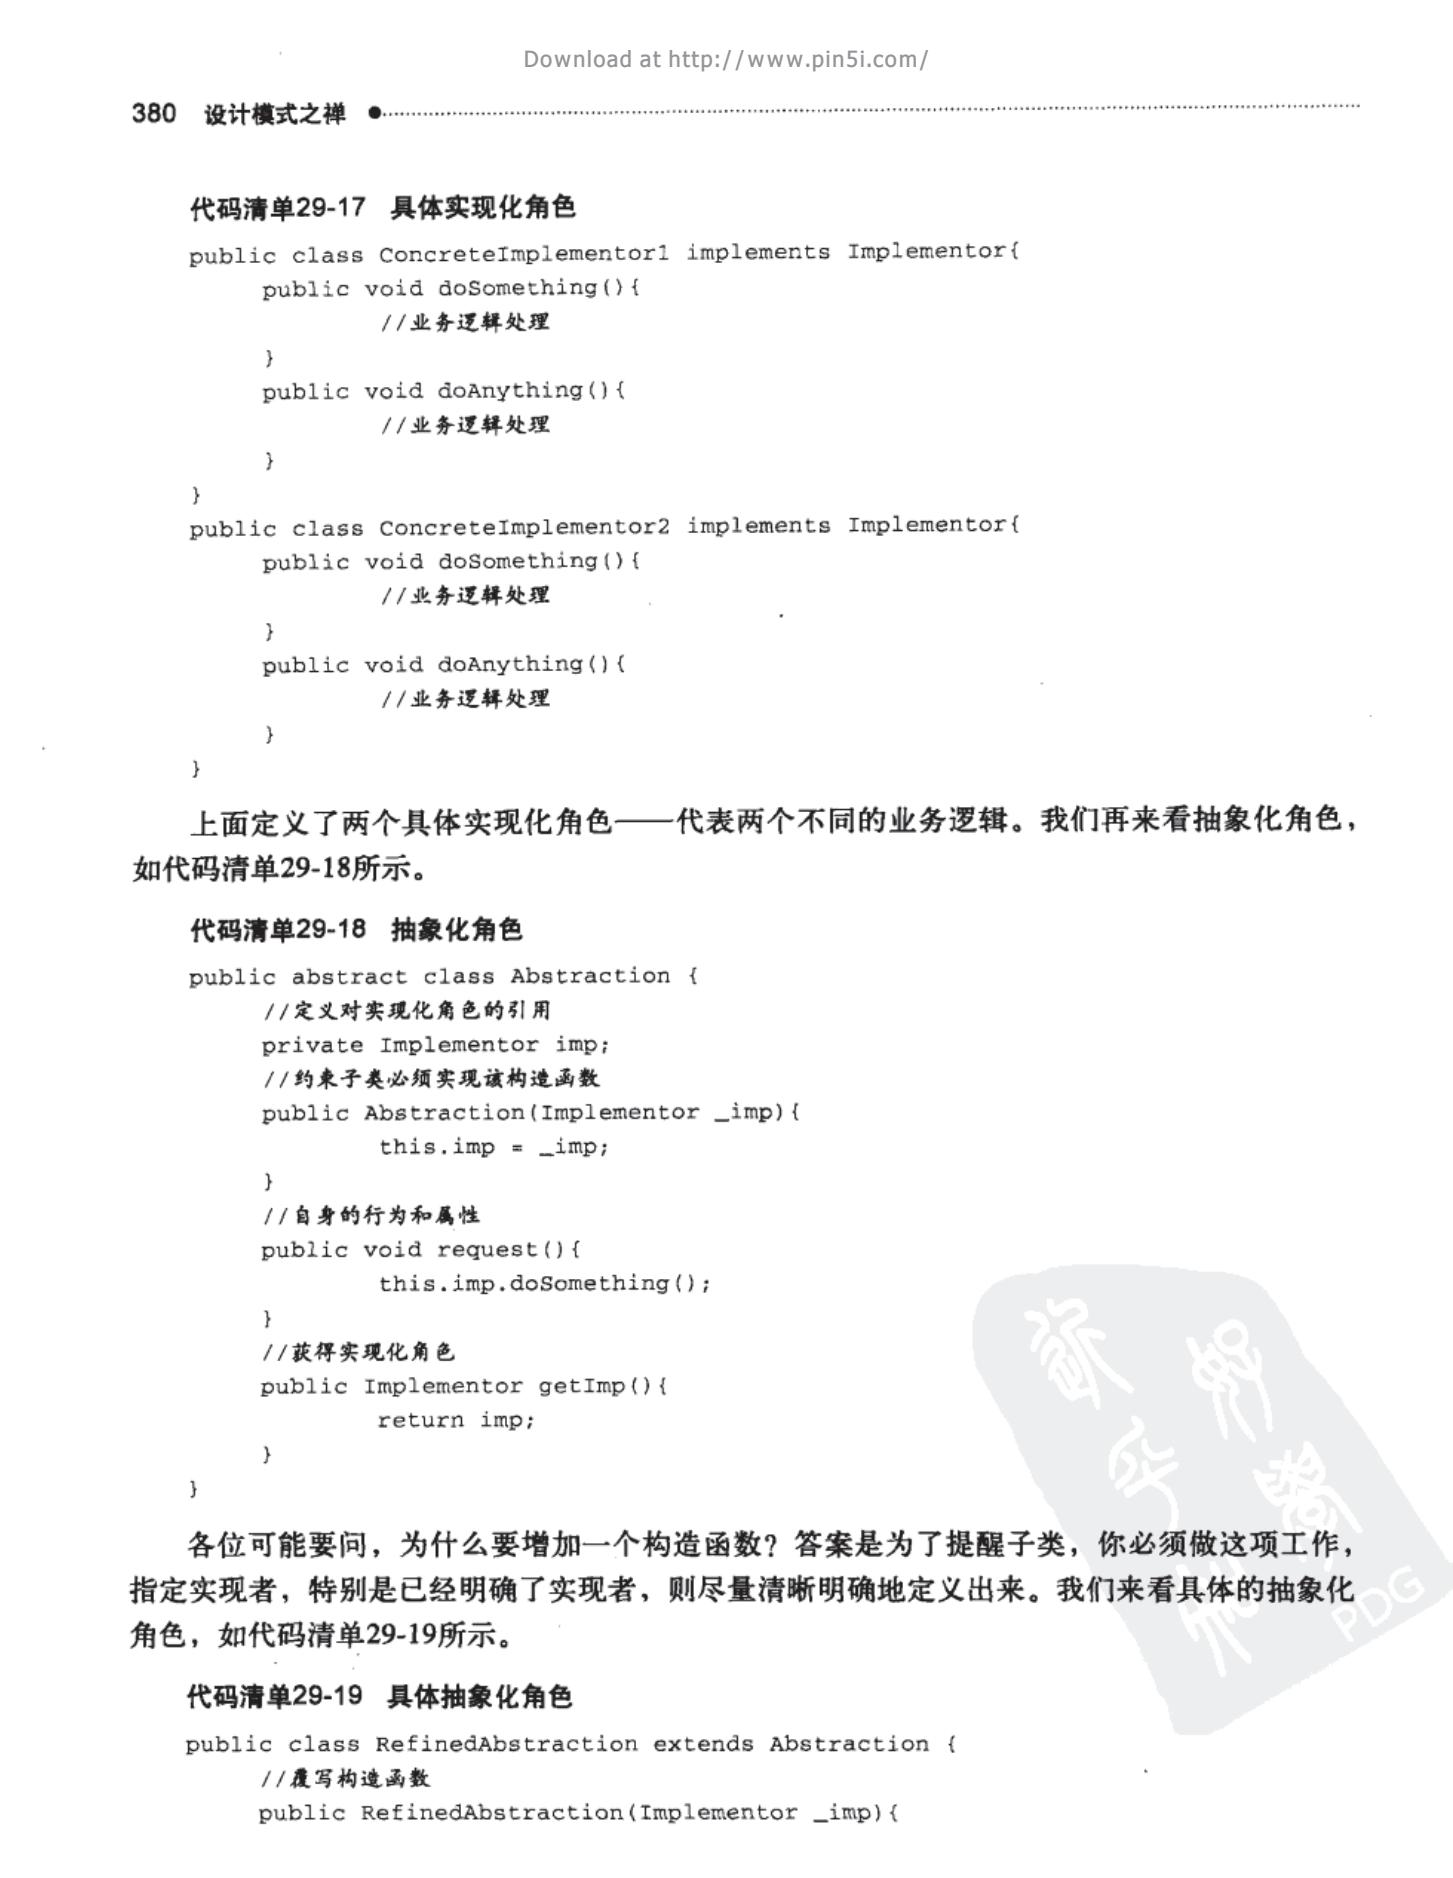 Download at http://www.pin5i.com/
380 设计模式之禅
代码清单29-17 具体实现化角色
public class ConcreteImplementor1 implements Implementor{
public void doSomething(){
//业务逻辑处理
}
public void doAnything(){
//业务逻辑处理
}
}
public class ConcreteImplementor2 implements Implementor{
public void doSomething(){
//业务逻辑处理
}
public void doAnything(){
//业务逻辑处理
}
}
上面定义了两个具体实现化角色——代表两个不同的业务逻辑。我们再来看抽象化角色，
如代码清单29-18所示。
代码清单29-18 抽象化角色
public abstract class Abstraction {
//定义对实现化角色的引用
private Implementor imp;
//约束子类必须实现该构造函数
public Abstraction(Implementor _imp){
this.imp = _imp;
}
//自身的行为和属性
public void request(){
this.imp.doSomething();
}
//获得实现化角色
public Implementor getImp(){
return imp;
}
}
各位可能要问，为什么要增加一个构造函数？答案是为了提醒子类，你必须做这项工作，
指定实现者，特别是已经明确了实现者，则尽量清晰明确地定义出来。我们来看具体的抽象化
角色，如代码清单29-19所示。
PDG
代码清单29-19 具体抽象化角色
public class RefinedAbstraction extends Abstraction {
//覆写构造函数
public RefinedAbstraction(Implementor _imp){